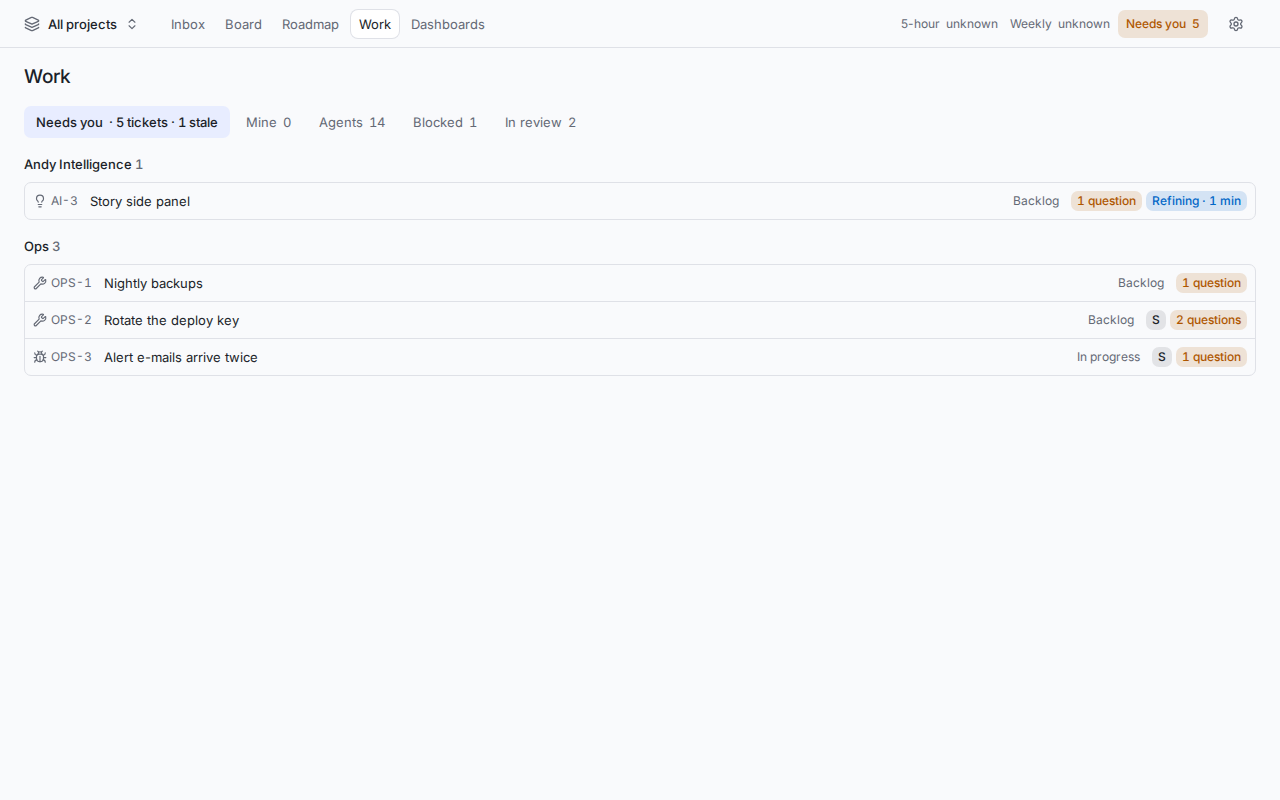 All projects Inbox Board Roadmap Work Dashboards 5-hour unknown Weekly unknown Needs you 5
Work
Needs you · 5 tickets · 1 stale Mine 0 Agents 14 Blocked 1 In review 2
Andy Intelligence 1
AI-3 Story side panel Backlog 1 question Refining · 1 min
Ops 3
OPS-1 Nightly backups Backlog 1 question
OPS-2 Rotate the deploy key Backlog S 2 questions
OPS-3 Alert e-mails arrive twice In progress S 1 question